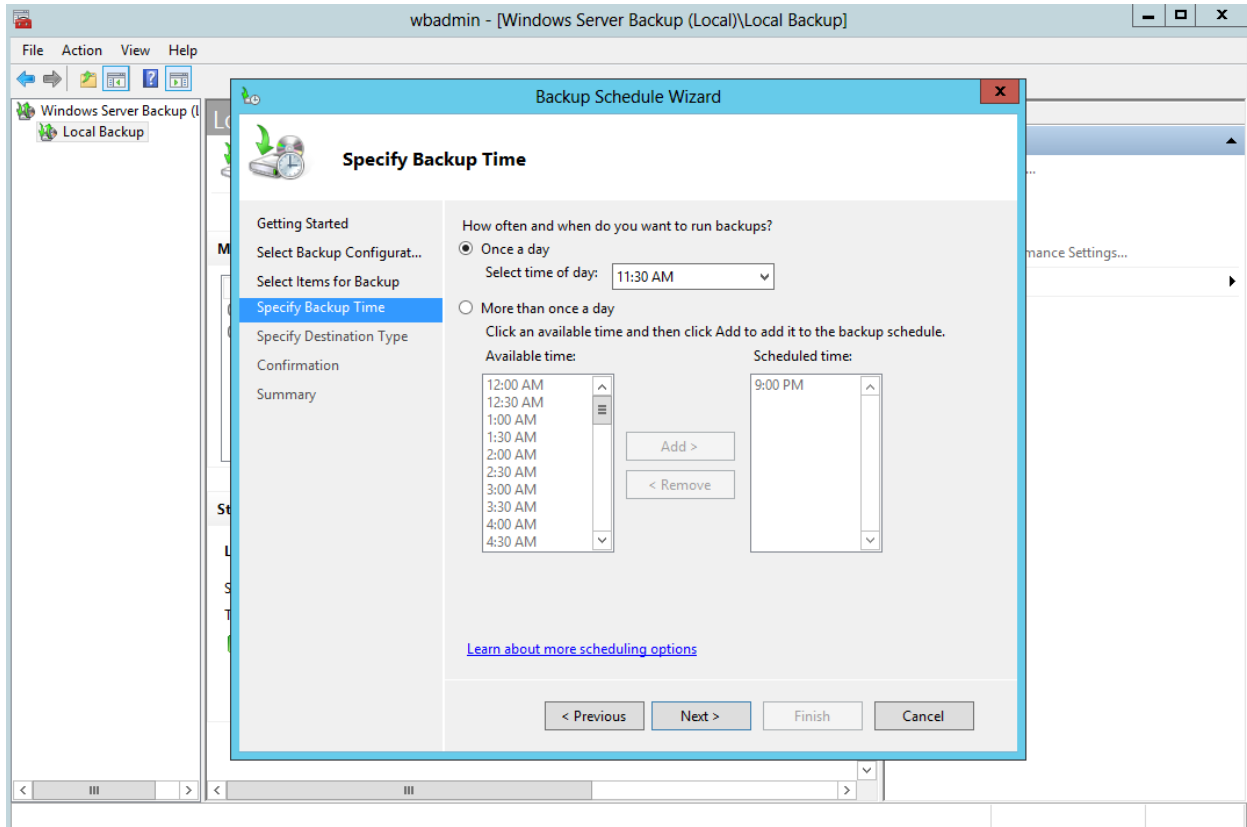 wbadmin - [Windows Server Backup (Local)\Local Backup]
File Action View Help
Windows Server Backup (L
Local Backup
Backup Schedule Wizard
Specify Backup Time
Getting Started
Select Backup Configurat...
Select Items for Backup
Specify Backup Time
Specify Destination Type
Confirmation
Summary
How often and when do you want to run backups?
Once a day
Select time of day: 11:30 AM
More than once a day
Click an available time and then click Add to add it to the backup schedule.
Available time:
12:00 AM
12:30 AM
1:00 AM
1:30 AM
2:00 AM
2:30 AM
3:00 AM
3:30 AM
4:00 AM
4:30 AM
Add >
< Remove
Scheduled time:
9:00 PM
Learn about more scheduling options
< Previous Next > Finish Cancel
M
St
...
mance Settings...